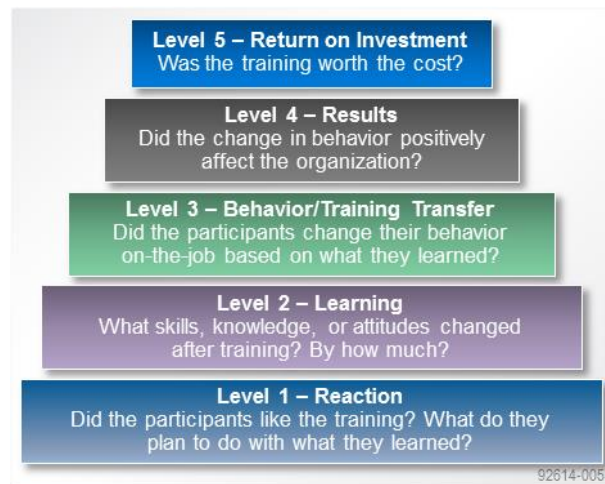 Level 5 – Return on Investment
Was the training worth the cost?
Level 4 – Results
Did the change in behavior positively
affect the organization?
Level 3 – Behavior/Training Transfer
Did the participants change their behavior
on-the-job based on what they learned?
Level 2 – Learning
What skills, knowledge, or attitudes changed
after training? By how much?
Level 1 – Reaction
Did the participants like the training? What do they
plan to do with what they learned?
92614-005